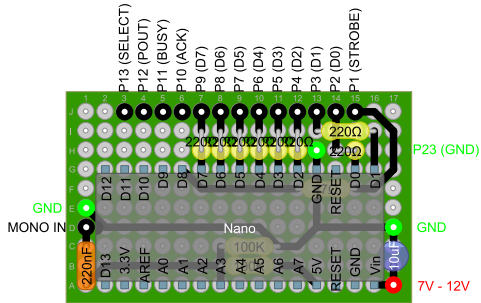 P13 (SELECT)
P12 (POUT)
P11 (BUSY)
P10 (ACK)
P9 (D7)
P8 (D6)
P7 (D5)
P6 (D4)
P5 (D3)
P4 (D2)
P3 (D1)
P2 (D0)
P1 (STROBE)
1 2 3 4 5 6 7 8 9 10 11 12 13 14 15 16 17
J
I
220Ω
220Ω 220Ω 220Ω 220Ω 220Ω 220Ω
H
220Ω
P23 (GND)
G
D12 D11 D10 D9 D8 D7 D6 D5 D4 D3 D2 GND RESET D0 D1
F
GND
E
MONO IN
D
Nano
GND
C
100K
220nF
10uF
B
D13 3.3V AREF A0 A1 A2 A3 A4 A5 A6 A7 5V RESET GND Vin
A
7V - 12V